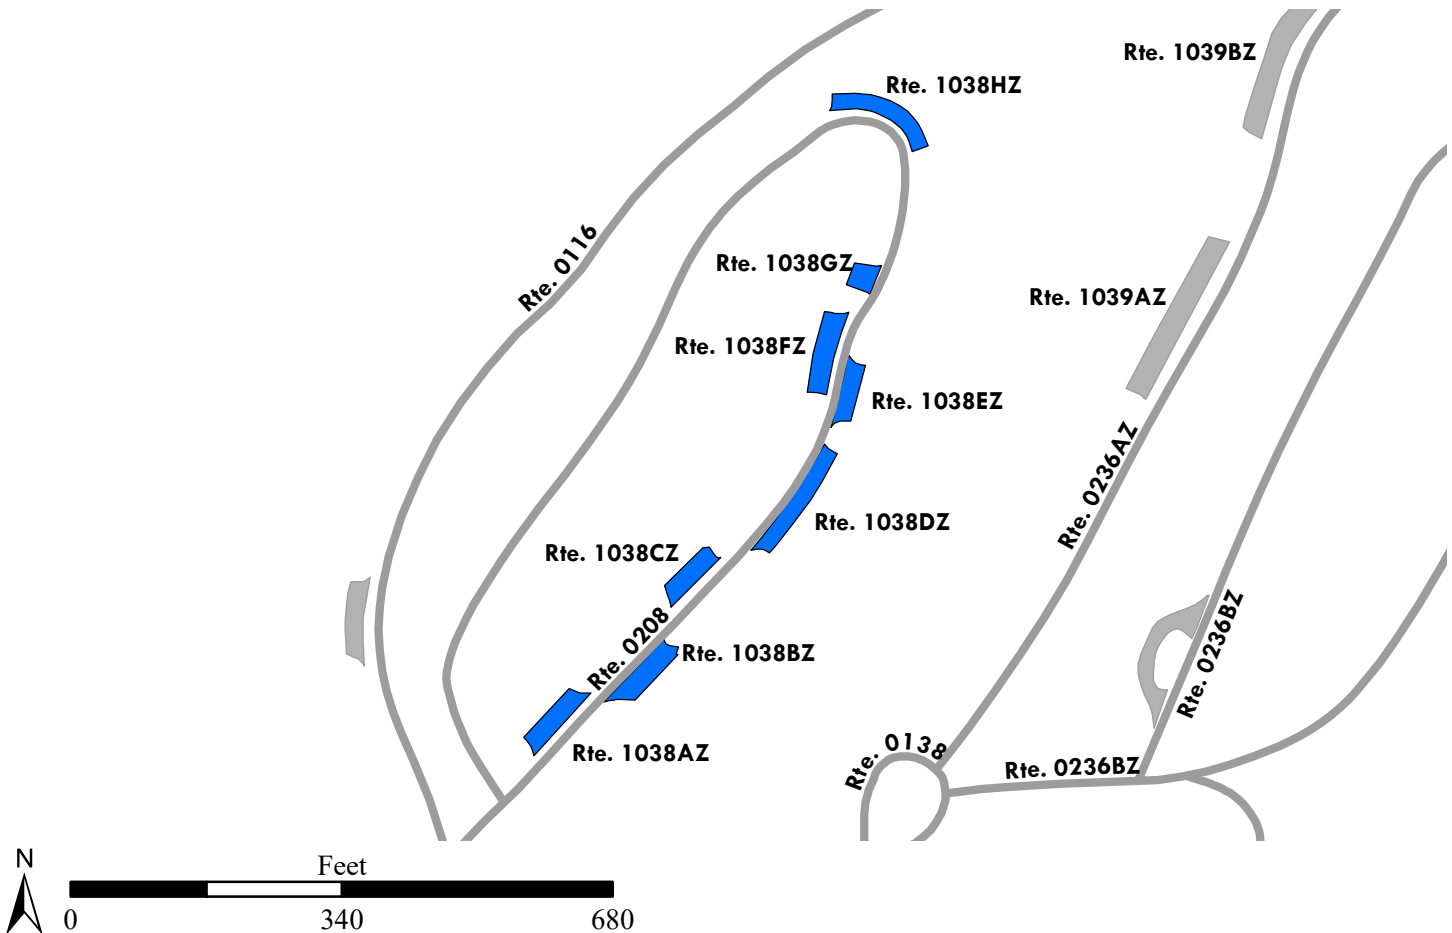 Rte. 1039BZ
Rte. 1038HZ
Rte. 0116
Rte. 1038GZ
Rte. 1039AZ
Rte. 1038FZ
Rte. 1038EZ
Rte. 0236AZ
Rte. 1038DZ
Rte. 1038CZ
Rte. 0208
Rte. 1038BZ
Rte. 0236BZ
Rte. 1038AZ
Rte. 0138
Rte. 0236BZ
N
Feet
0 340 680